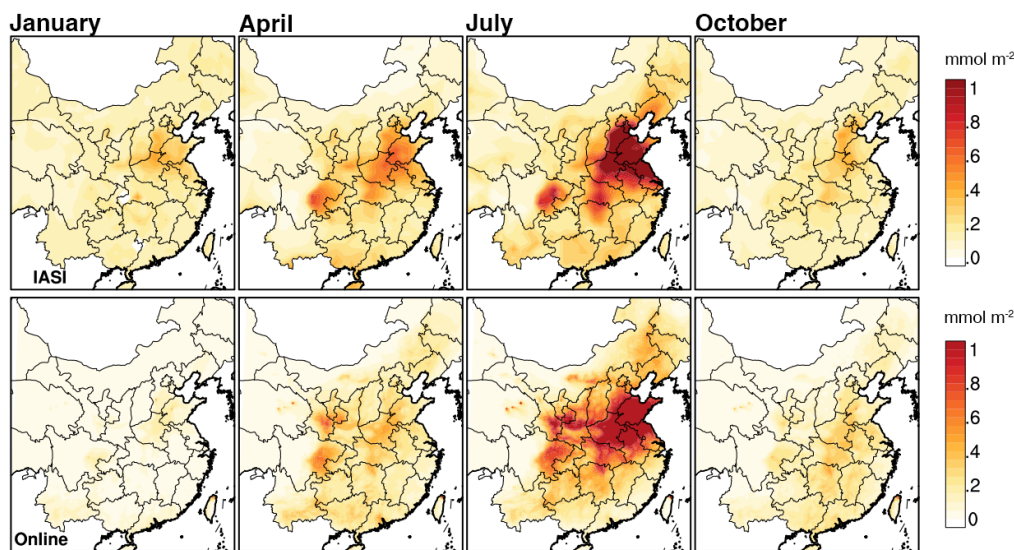 January April July October
mmol m-2
1
.8
.6
.4
.2
.0
IASI
mmol m-2
1
.8
.6
.4
.2
0
Online